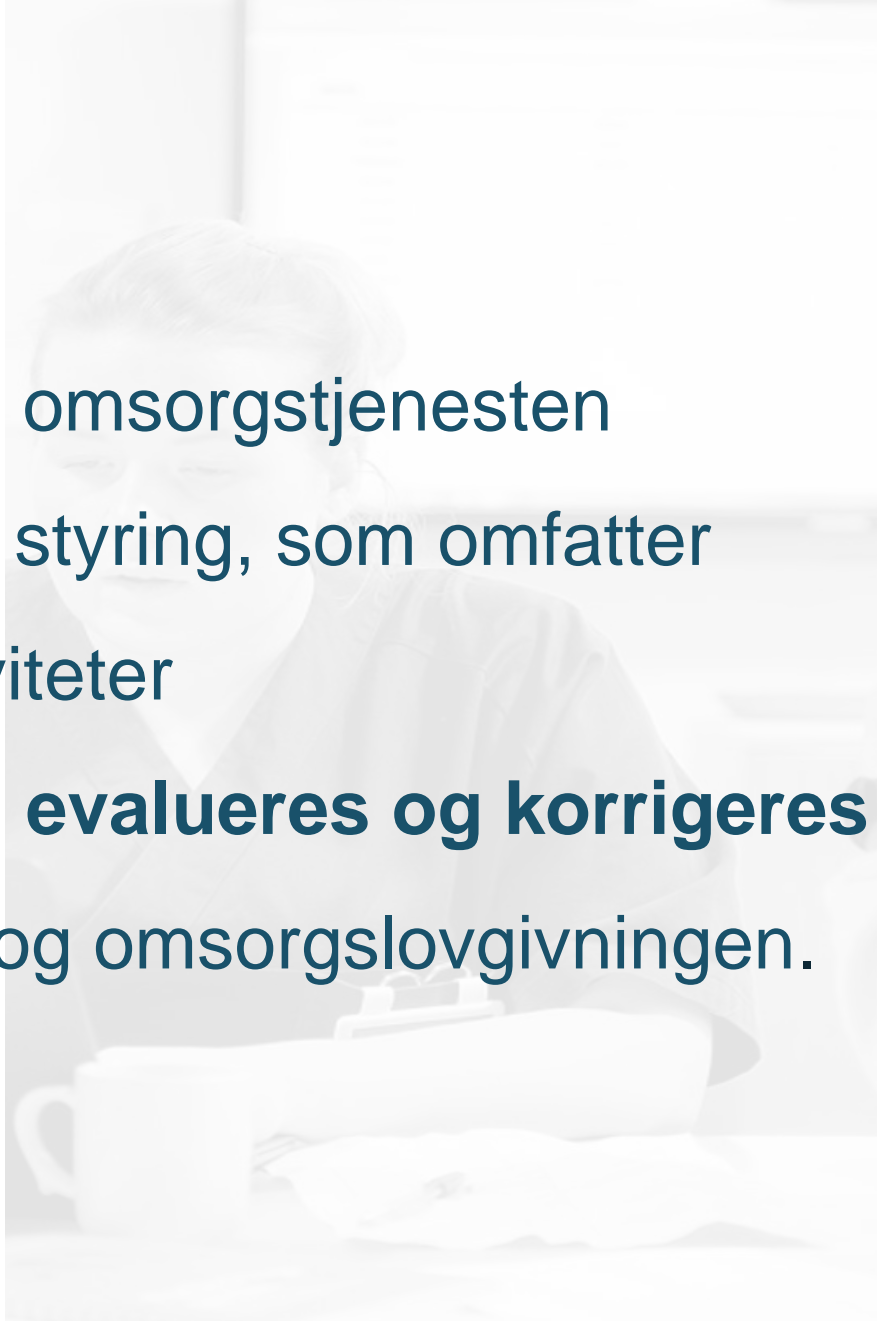 omsorgstjenesten
styring, som omfatter
viteter
evalueres og korrigeres
og omsorgslovgivningen.